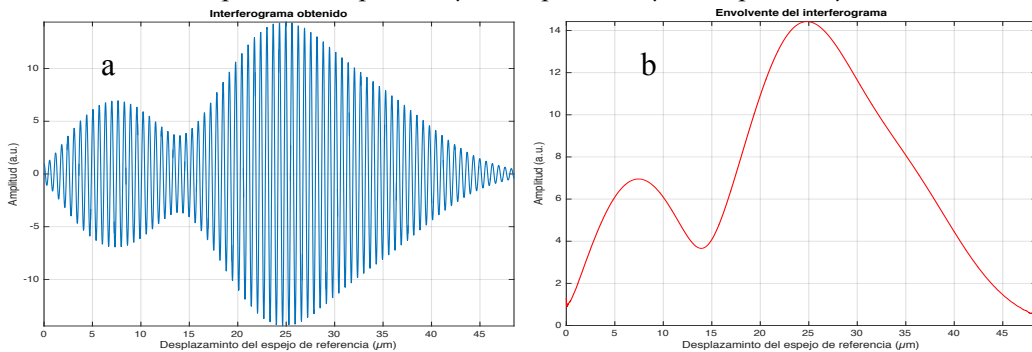 Interferograma obtenido
a
10
5
0
-5
-10
Amplitud (a.u.)
0 5 10 15 20 25 30 35 40 45
Desplazaminto del espejo de referencia (µm)
Envolvente del interferograma
b
14
12
10
8
6
4
2
0
Amplitud (a.u.)
0 5 10 15 20 25 30 35 40 45
Desplazaminto del espejo de referencia (µm)